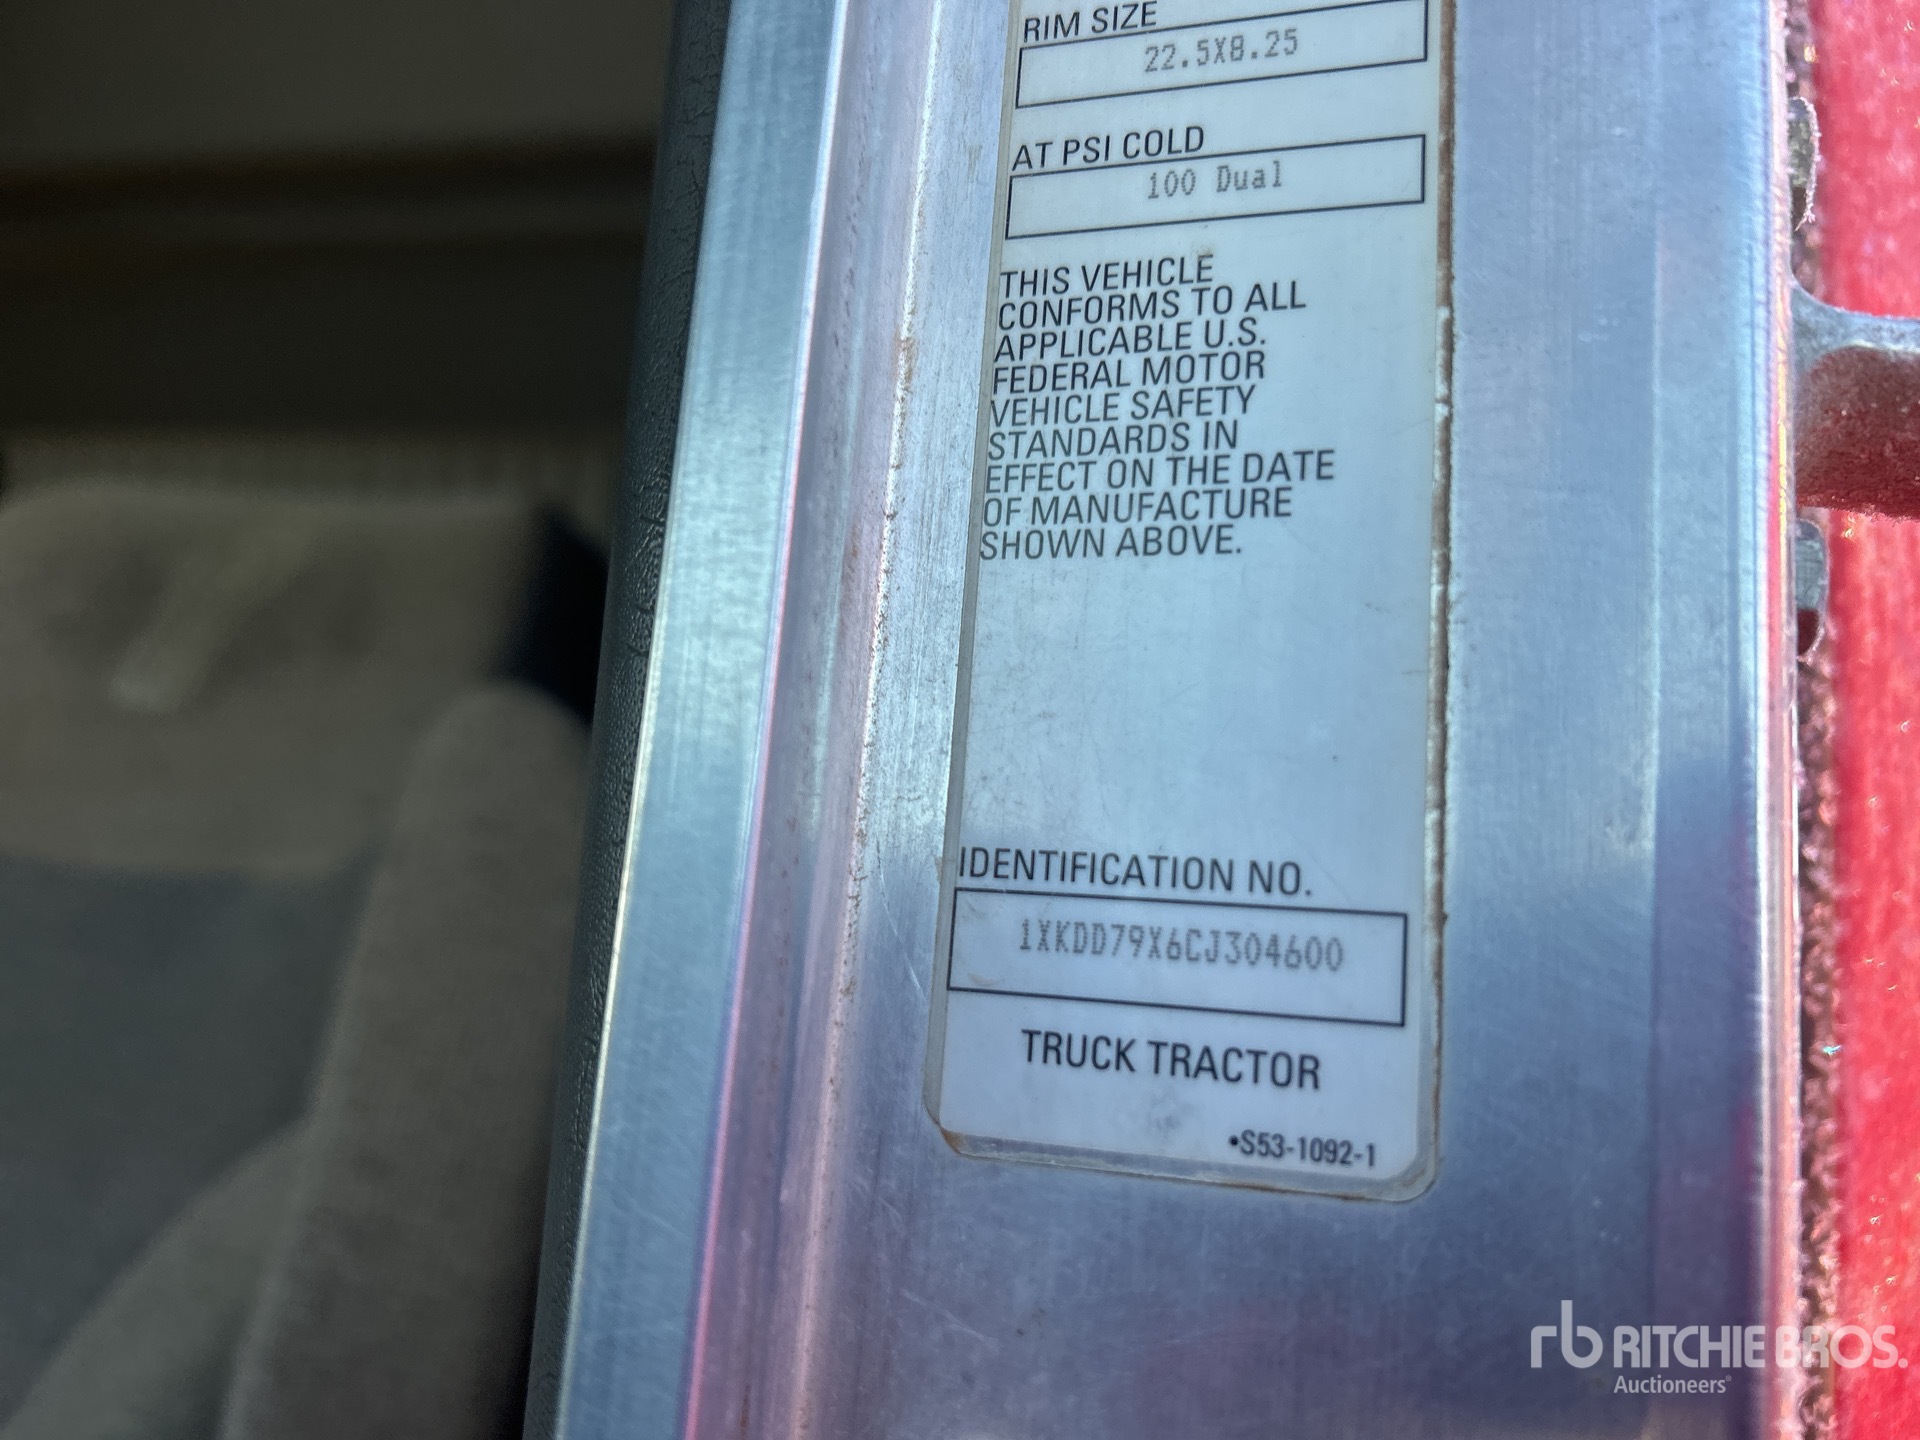 RIM SIZE
22.5X8.25
AT PSI COLD
100 Dual
THIS VEHICLE
CONFORMS TO ALL
APPLICABLE U.S.
FEDERAL MOTOR
VEHICLE SAFETY
STANDARDS IN
EFFECT ON THE DATE
OF MANUFACTURE
SHOWN ABOVE.
IDENTIFICATION NO.
1XKDD79X6CJ304600
TRUCK TRACTOR
•S53-1092-1
rb RITCHIE BROS.
Auctioneers